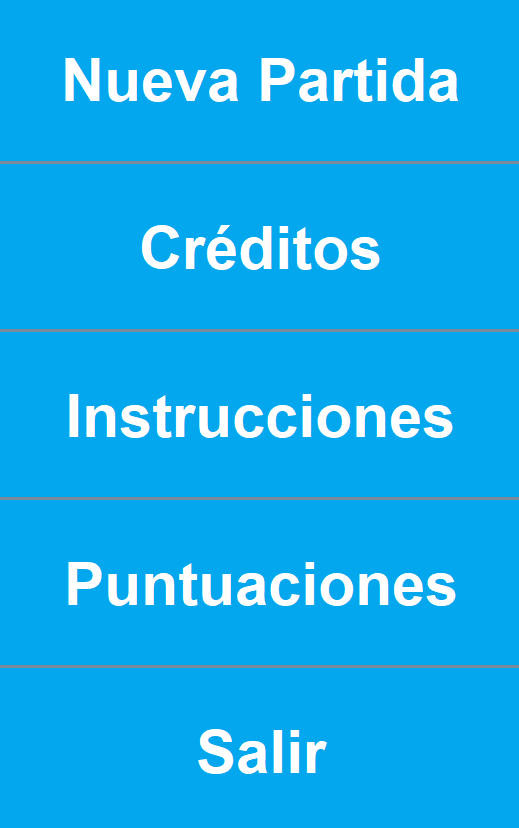 Nueva Partida
Créditos
Instrucciones
Puntuaciones
Salir